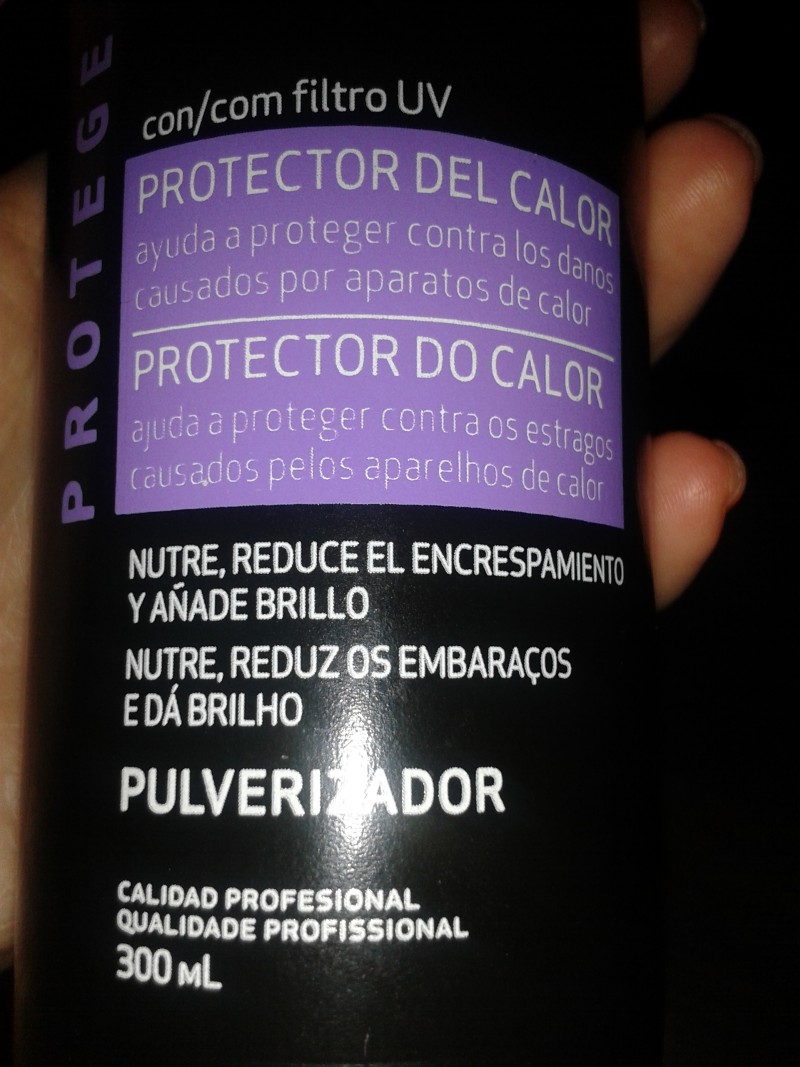 PROTEGE
con/com filtro UV
PROTECTOR DEL CALOR
ayuda a proteger contra los danos
causados por aparatos de calor
PROTECTOR DO CALOR
ajuda a proteger contra os estragos
causados pelos aparelhos de calor
NUTRE, REDUCE EL ENCRESPAMIENTO
Y AÑADE BRILLO
NUTRE, REDUZ OS EMBARAÇOS
E DÁ BRILHO
PULVERIZADOR
CALIDAD PROFESIONAL
QUALIDADE PROFISSIONAL
300 mL